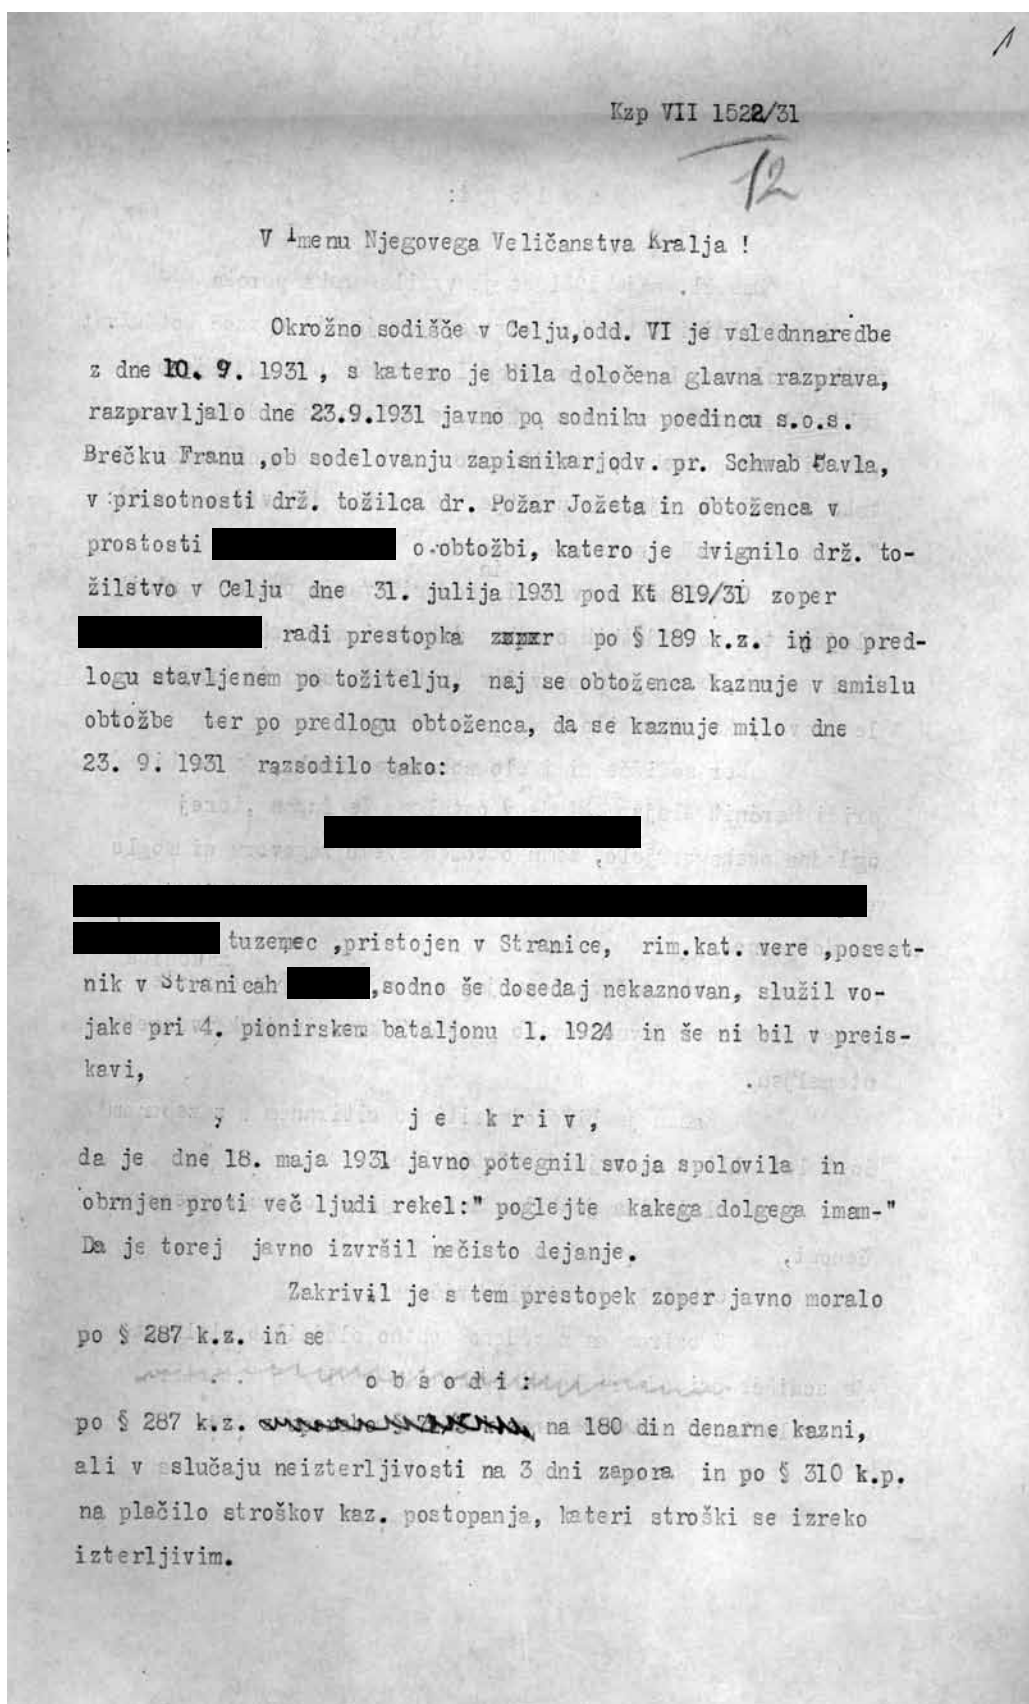 1
Kzp VII 1522/31
12
V imenu Njegovega Veličanstva Kralja !
Okrožno sodišče v Celju,odd. VI je vslednnaredbe
z dne 10. 9. 1931 , s katero je bila določena glavna razprava,
razpravljalo dne 23.9.1931 javno po sodniku poedincu s.o.s.
Brečku Franu ,ob sodelovanju zapisnikarjodv. pr. Schwab Savla,
v prisotnosti drž. tožilca dr. Požar Jožeta in obtoženca v
prostosti o obtožbi, katero je dvignilo drž. to-
žilstvo v Celju dne 31. julija 1931 pod Kt 819/31 zoper
radi prestopka po § 189 k.z. in po pred-
logu stavljenem po tožitelju, naj se obtoženca kaznuje v smislu
obtožbe ter po predlogu obtoženca, da se kaznuje milo dne
23. 9. 1931 razsodilo tako:
tuzemec ,pristojen v Stranice, rim.kat. vere ,posest-
nik v Stranicah ,sodno še dosedaj nekaznovan, služil vo-
jake pri 4. pionirskem bataljonu l. 1924 in še ni bil v preis-
kavi,
j e k r i v,
da je dne 18. maja 1931 javno potegnil svoja spolovila in
obrnjen proti več ljudi rekel:" poglejte kakega dolgega imam-"
Da je torej javno izvršil nečisto dejanje.
Zakrivil je s tem prestopek zoper javno moralo
po § 287 k.z. in se
o b s o d i :
po § 287 k.z. na 180 din denarne kazni,
ali v slučaju neizterljivosti na 3 dni zapora in po § 310 k.p.
na plačilo stroškov kaz. postopanja, kateri stroški se izreko
izterljivim.